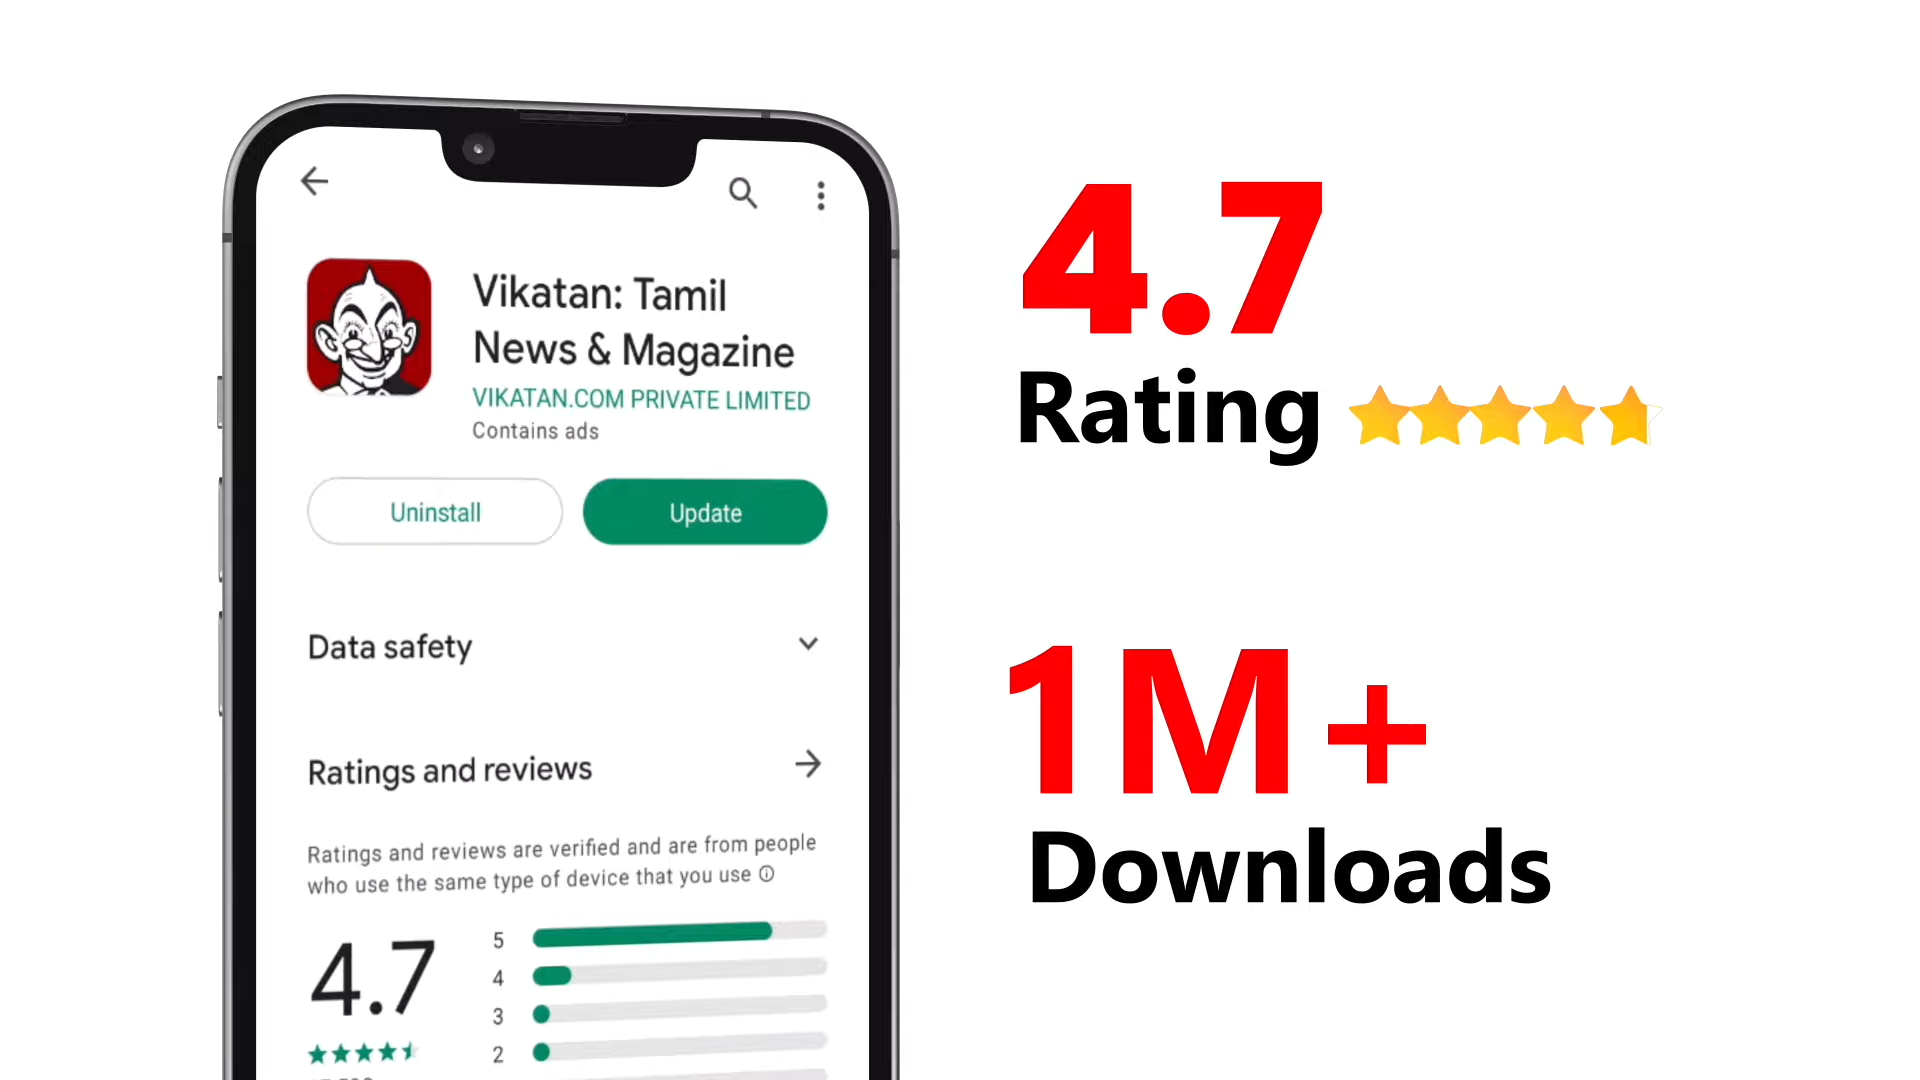 Vikatan: Tamil
News & Magazine
VIKATAN.COM PRIVATE LIMITED
Contains ads
Uninstall
Update
Data safety
Ratings and reviews
Ratings and reviews are verified and are from people
who use the same type of device that you use
4.7
5
4
3
2
4.7
Rating
1M+
Downloads